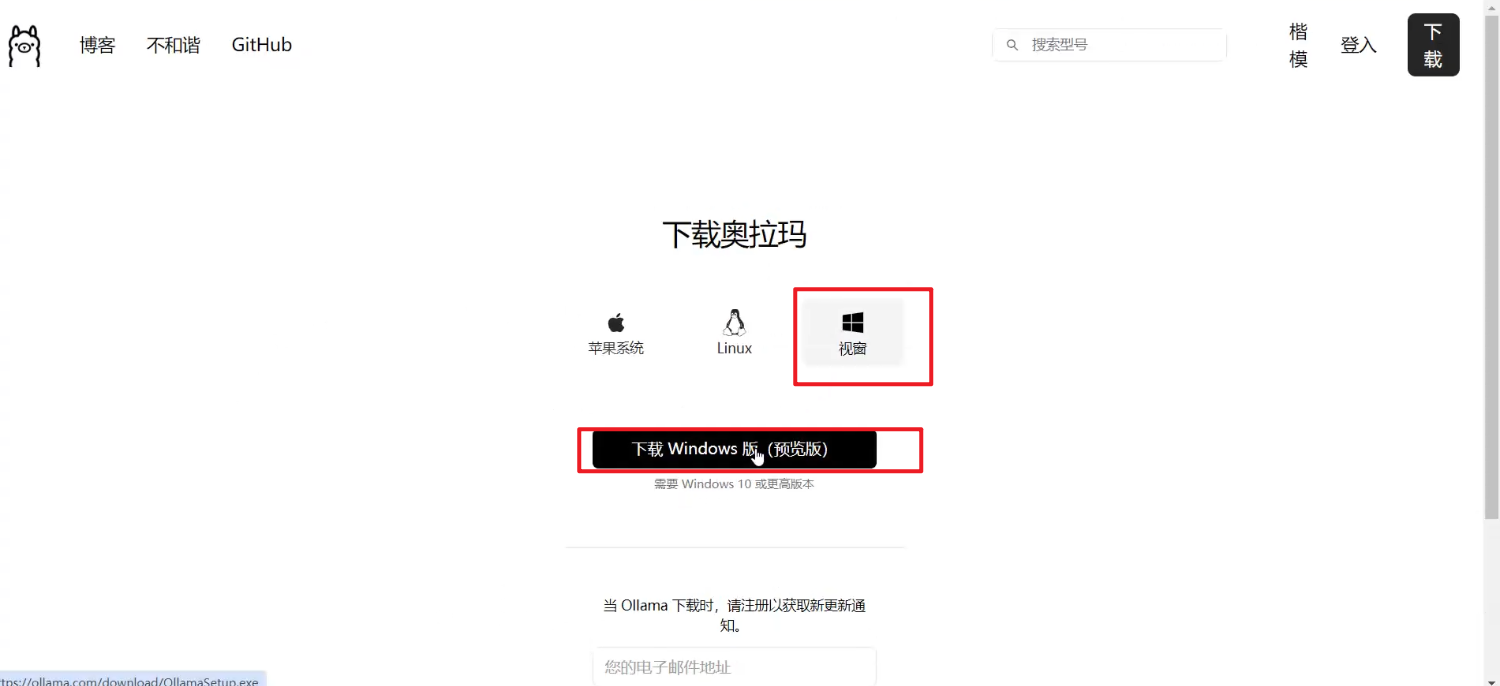 博客
不和谐
GitHub
搜索型号
楷
模
登入
下
载
下载奥拉玛
苹果系统
Linux
视窗
下载 Windows 版 (预览版)
需要 Windows 10 或更高版本
当 Ollama 下载时，请注册以获取新更新通
知。
您的电子邮件地址
ttps://ollama.com/download/OllamaSetup.exe